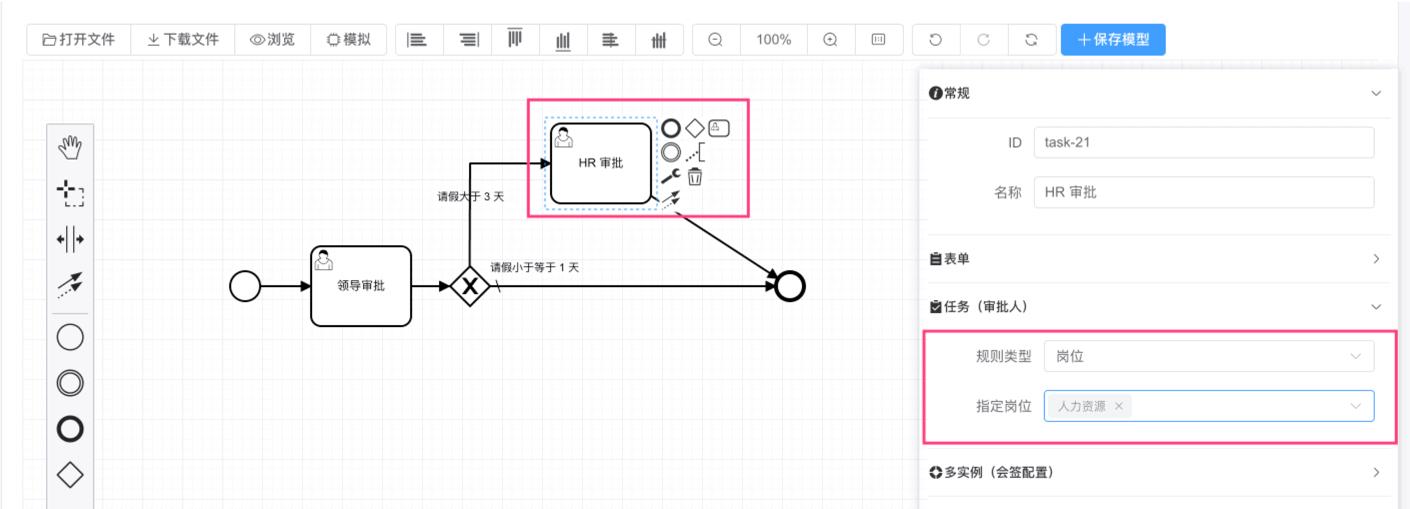 打开文件 下载文件 浏览 模拟 100% 保存模型
常规
ID task-21
名称 HR 审批
HR 审批
请假大于 3 天
请假小于等于 1 天
领导审批
表单
任务（审批人）
规则类型 岗位
指定岗位 人力资源 ×
多实例（会签配置）